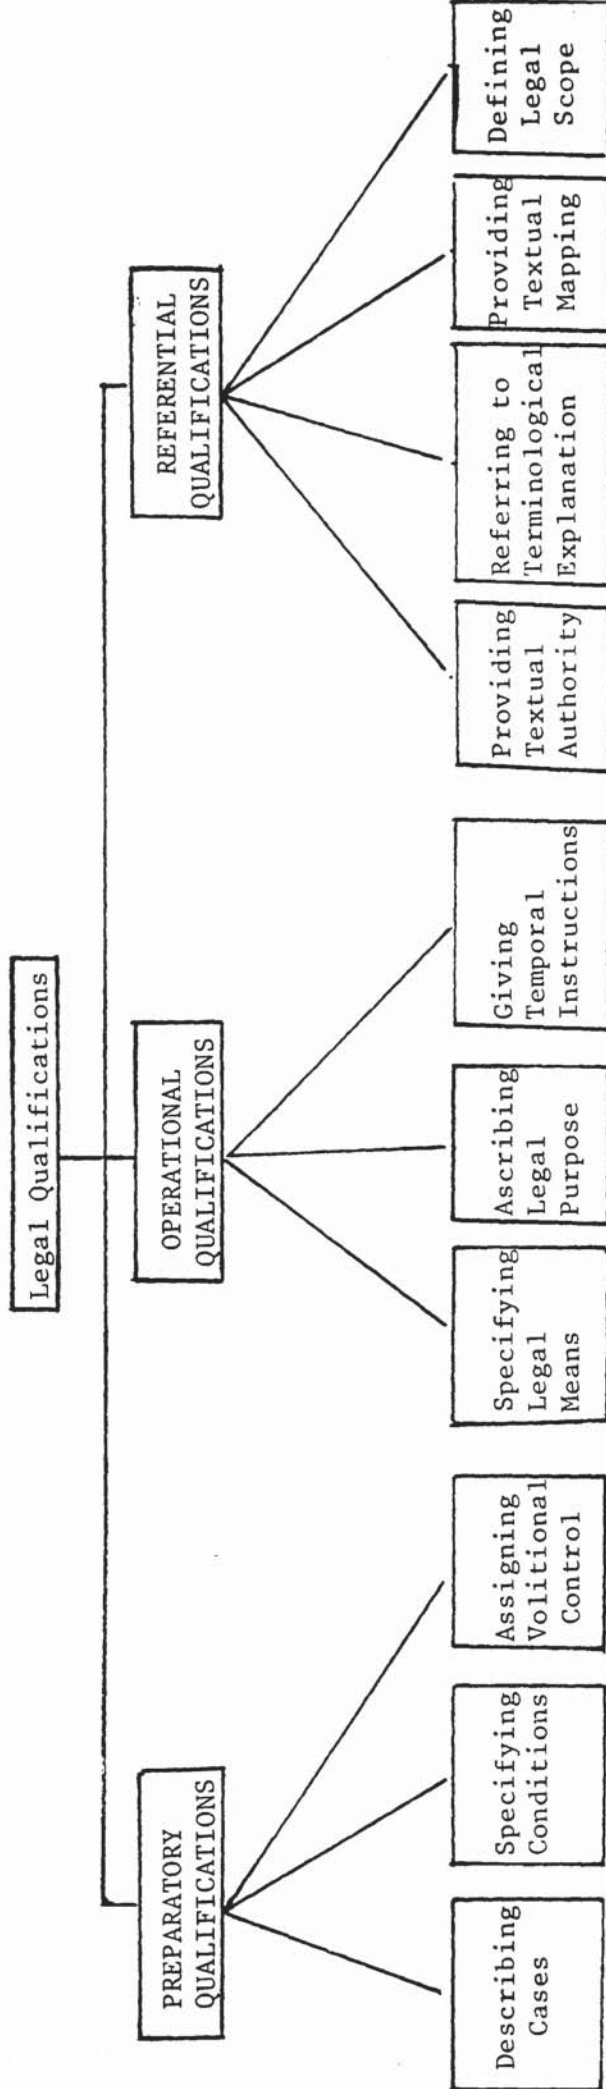 Legal Qualifications
PREPARATORY
QUALIFICATIONS
OPERATIONAL
QUALIFICATIONS
REFERENTIAL
QUALIFICATIONS
Describing
Cases
Specifying
Conditions
Assigning
Volitional
Control
Specifying
Legal
Means
Ascribing
Legal
Purpose
Giving
Temporal
Instructions
Providing
Textual
Authority
Referring to
Terminological
Explanation
Providing
Textual
Mapping
Defining
Legal
Scope